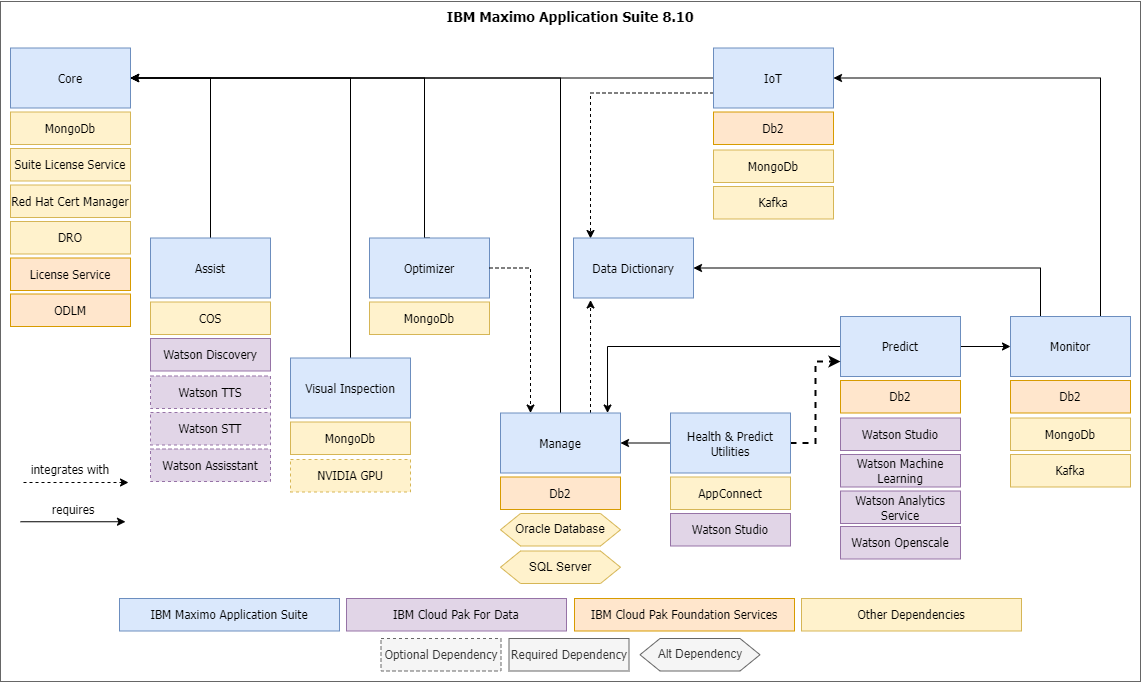 IBM Maximo Application Suite 8.10
Core
MongoDb
Suite License Service
Red Hat Cert Manager
DRO
License Service
ODLM
Assist
COS
Watson Discovery
Watson TTS
Watson STT
Watson Assisstant
Visual Inspection
MongoDb
NVIDIA GPU
Optimizer
MongoDb
IoT
Db2
MongoDb
Kafka
Data Dictionary
Manage
Db2
Oracle Database
SQL Server
Health & Predict
Utilities
AppConnect
Watson Studio
Predict
Db2
Watson Studio
Watson Machine
Learning
Watson Analytics
Service
Watson Openscale
Monitor
Db2
MongoDb
Kafka
integrates with
requires
IBM Maximo Application Suite
IBM Cloud Pak For Data
IBM Cloud Pak Foundation Services
Other Dependencies
Optional Dependency
Required Dependency
Alt Dependency